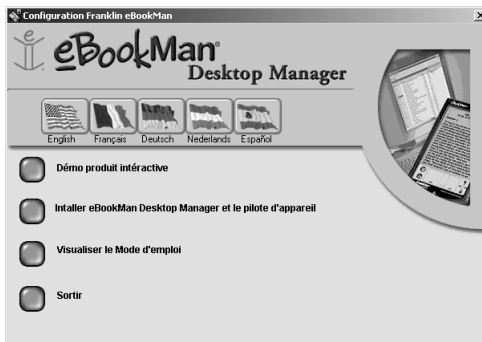 Configuration Franklin eBookMan
eBookMan
Desktop Manager
English Français Deutsch Nederlands Español
Démo produit intéractive
Intaller eBookMan Desktop Manager et le pilote d'appareil
Visualiser le Mode d'emploi
Sortir